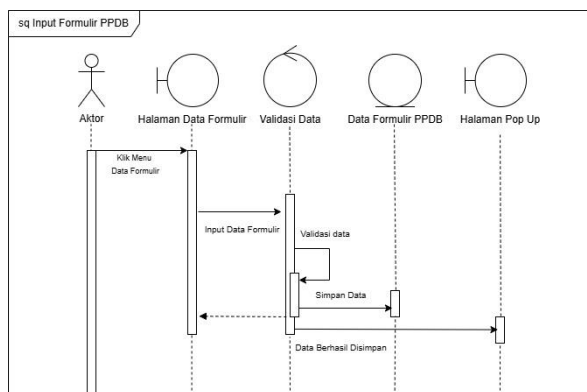 sq Input Formulir PPDB
Aktor
Halaman Data Formulir
Validasi Data
Data Formulir PPDB
Halaman Pop Up
Klik Menu
Data Formulir
Input Data Formulir
Validasi data
Simpan Data
Data Berhasil Disimpan